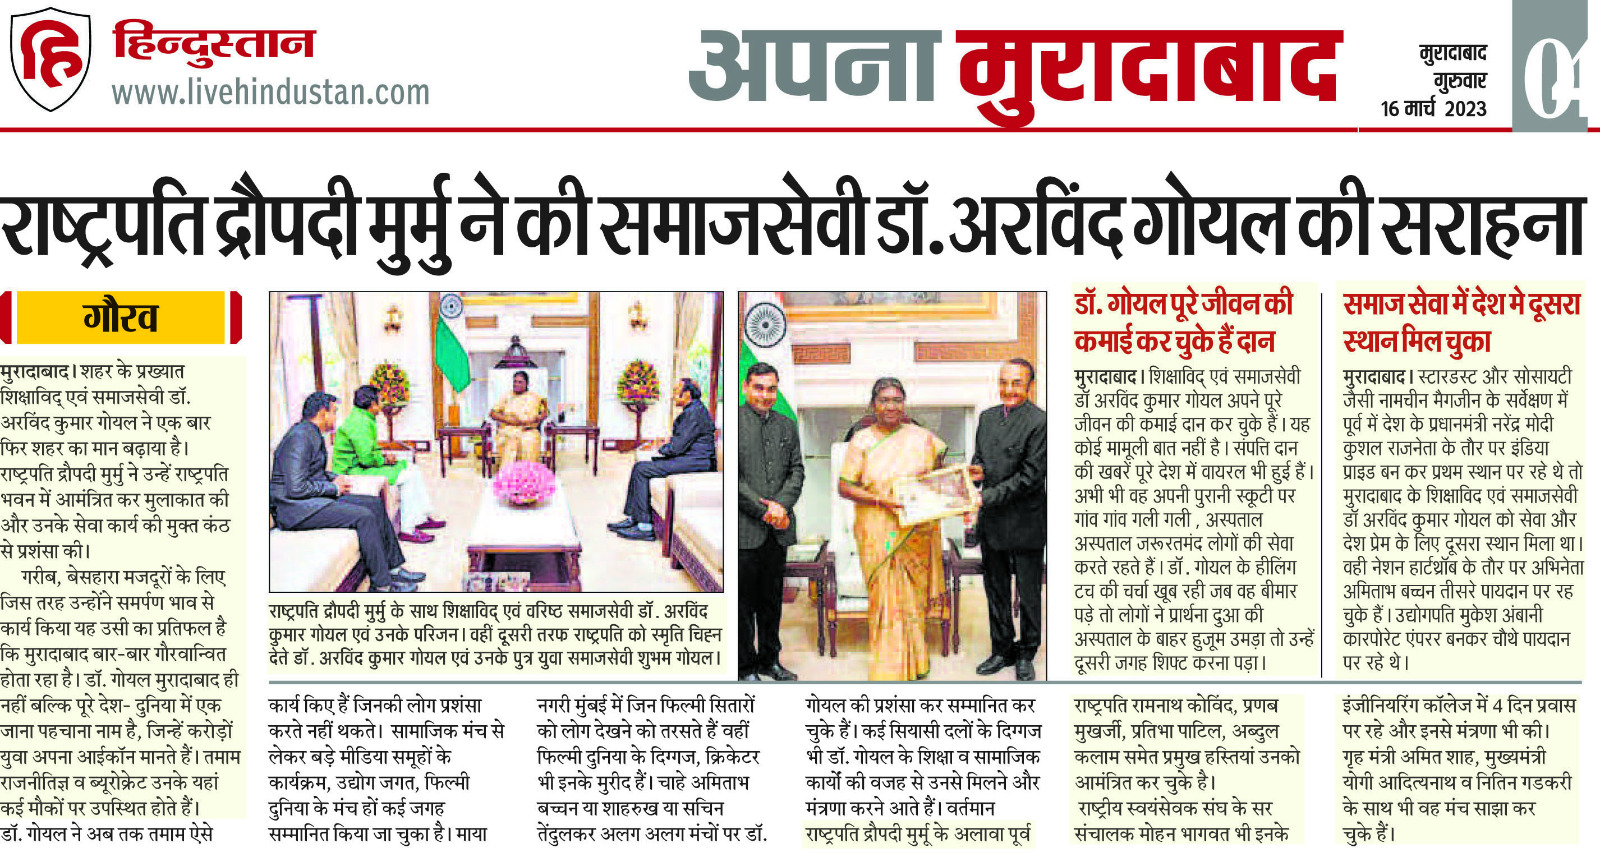 हि
हिन्दुस्तान
www.livehindustan.com
अपना मुरादाबाद
मुरादाबाद
गुरुवार
16 मार्च 2023
04
राष्ट्रपति द्रौपदी मुर्मु ने की समाजसेवी डॉ. अरविंद गोयल की सराहना
गौरव
मुरादाबाद। शहर के प्रख्यात
शिक्षाविद् एवं समाजसेवी डॉ.
अरविंद कुमार गोयल ने एक बार
फिर शहर का मान बढ़ाया है।
राष्ट्रपति द्रौपदी मुर्मु ने उन्हें राष्ट्रपति
भवन में आमंत्रित कर मुलाकात की
और उनके सेवा कार्य की मुक्त कंठ
से प्रशंसा की।
गरीब, बेसहारा मजदूरों के लिए
जिस तरह उन्होंने समर्पण भाव से
कार्य किया यह उसी का प्रतिफल है
कि मुरादाबाद बार-बार गौरवान्वित
होता रहा है। डॉ. गोयल मुरादाबाद ही
नहीं बल्कि पूरे देश- दुनिया में एक
जाना पहचाना नाम है, जिन्हें करोड़ों
युवा अपना आईकॉन मानते हैं। तमाम
राजनीतिज्ञ व ब्यूरोक्रेट उनके यहां
कई मौकों पर उपस्थित होते हैं।
डॉ. गोयल ने अब तक तमाम ऐसे
राष्ट्रपति द्रौपदी मुर्मु के साथ शिक्षाविद् एवं वरिष्ट समाजसेवी डॉ. अरविंद
कुमार गोयल एवं उनके परिजन। वहीं दूसरी तरफ राष्ट्रपति को स्मृति चिह्न
देते डॉ. अरविंद कुमार गोयल एवं उनके पुत्र युवा समाजसेवी शुभम गोयल।
कार्य किए हैं जिनकी लोग प्रशंसा
करते नहीं थकते। सामाजिक मंच से
लेकर बड़े मीडिया समूहों के
कार्यक्रम, उद्योग जगत, फिल्मी
दुनिया के मंच हों कई जगह
सम्मानित किया जा चुका है। माया
नगरी मुंबई में जिन फिल्मी सितारों
को लोग देखने को तरसते हैं वहीं
फिल्मी दुनिया के दिग्गज, क्रिकेटर
भी इनके मुरीद हैं। चाहे अमिताभ
बच्चन या शाहरुख या सचिन
तेंदुलकर अलग अलग मंचों पर डॉ.
गोयल की प्रशंसा कर सम्मानित कर
चुके हैं। कई सियासी दलों के दिग्गज
भी डॉ. गोयल के शिक्षा व सामाजिक
कार्यों की वजह से उनसे मिलने और
मंत्रणा करने आते हैं। वर्तमान
राष्ट्रपति द्रौपदी मुर्मू के अलावा पूर्व
राष्ट्रपति रामनाथ कोविंद, प्रणब
मुखर्जी, प्रतिभा पाटिल, अब्दुल
कलाम समेत प्रमुख हस्तियां उनको
आमंत्रित कर चुके है।
राष्ट्रीय स्वयंसेवक संघ के सर
संचालक मोहन भागवत भी इनके
इंजीनियरिंग कॉलेज में 4 दिन प्रवास
पर रहे और इनसे मंत्रणा भी की।
गृह मंत्री अमित शाह, मुख्यमंत्री
योगी आदित्यनाथ व नितिन गडकरी
के साथ भी वह मंच साझा कर
चुके हैं।
डॉ. गोयल पूरे जीवन की
कमाई कर चुके हैं दान
मुरादाबाद। शिक्षाविद् एवं समाजसेवी
डॉ अरविंद कुमार गोयल अपने पूरे
जीवन की कमाई दान कर चुके हैं। यह
कोई मामूली बात नहीं है। संपति दान
की खबरें पूरे देश में वायरल भी हुई हैं।
अभी भी वह अपनी पुरानी स्कूटी पर
गांव गांव गली गली , अस्पताल
अस्पताल जरूरतमंद लोगों की सेवा
करते रहते हैं। डॉ. गोयल के हीलिंग
टच की चर्चा खूब रही जब वह बीमार
पड़े तो लोगों ने प्रार्थना दुआ की
अस्पताल के बाहर हुजूम उमड़ा तो उन्हें
दूसरी जगह शिफ्ट करना पड़ा।
समाज सेवा में देश मे दूसरा
स्थान मिल चुका
मुरादाबाद। स्टारडस्ट और सोसायटी
जैसी नामचीन मैगजीन के सर्वेक्षण में
पूर्व में देश के प्रधानमंत्री नरेंद्र मोदी
कुशल राजनेता के तौर पर इंडिया
प्राइड बन कर प्रथम स्थान पर रहे थे तो
मुरादाबाद के शिक्षाविद एवं समाजसेवी
डॉ अरविंद कुमार गोयल को सेवा और
देश प्रेम के लिए दूसरा स्थान मिला था।
वही नेशन हार्टथ्रॉब के तौर पर अभिनेता
अमिताभ बच्चन तीसरे पायदान पर रह
चुके हैं। उद्योगपति मुकेश अंबानी
कारपोरेट एंपरर बनकर चौथे पायदान
पर रहे थे।